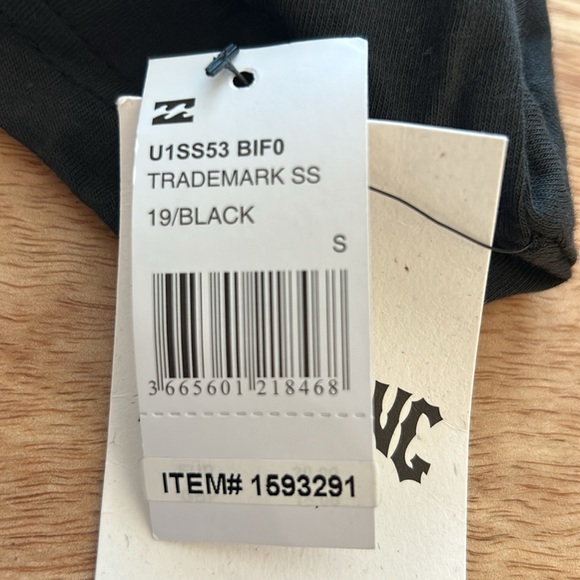 U1SS53 BIF0
TRADEMARK SS
19/BLACK
S
3 665601 218468
ITEM# 1593291